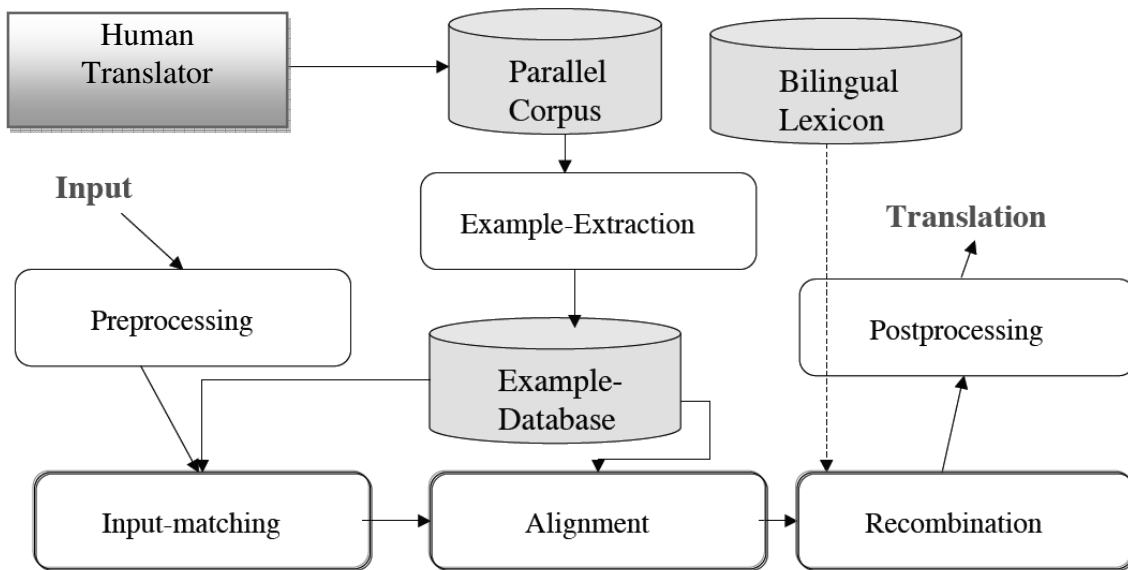 Human
Translator
Parallel
Corpus
Bilingual
Lexicon
Input
Example-Extraction
Translation
Preprocessing
Postprocessing
Example-
Database
Input-matching
Alignment
Recombination